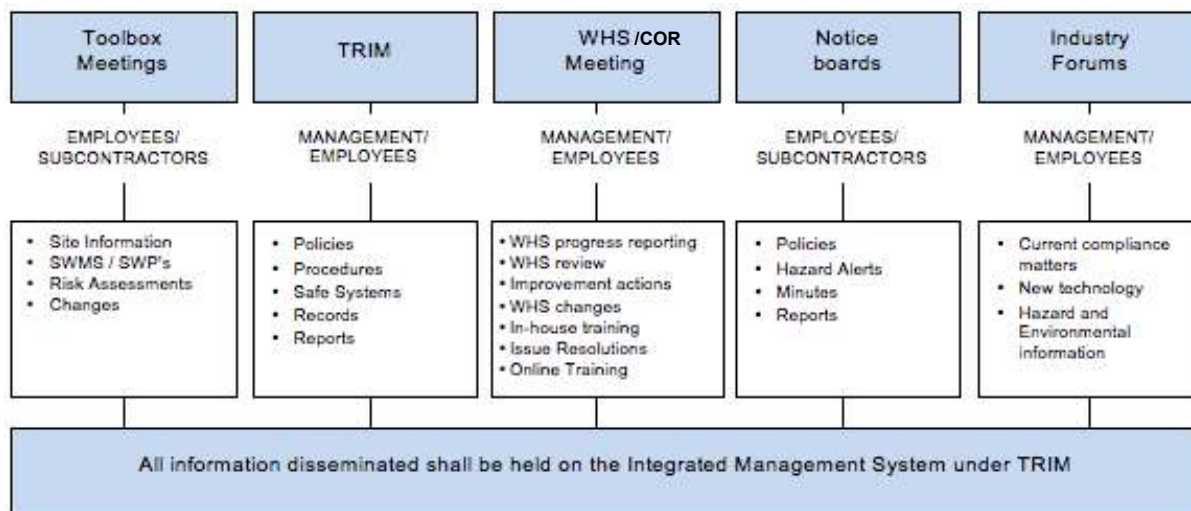 Toolbox
Meetings
TRIM
WHS /COR
Meeting
Notice
boards
Industry
Forums
EMPLOYEES/
SUBCONTRACTORS
MANAGEMENT/
EMPLOYEES
MANAGEMENT/
EMPLOYEES
EMPLOYEES/
SUBCONTRACTORS
MANAGEMENT/
EMPLOYEES
• Site Information
• SWMS / SWP's
• Risk Assessments
• Changes
• Policies
• Procedures
• Safe Systems
• Records
• Reports
• WHS progress reporting
• WHS review
• Improvement actions
• WHS changes
• In-house training
• Issue Resolutions
• Online Training
• Policies
• Hazard Alerts
• Minutes
• Reports
• Current compliance
matters
• New technology
• Hazard and
Environmental
information
All information disseminated shall be held on the Integrated Management System under TRIM